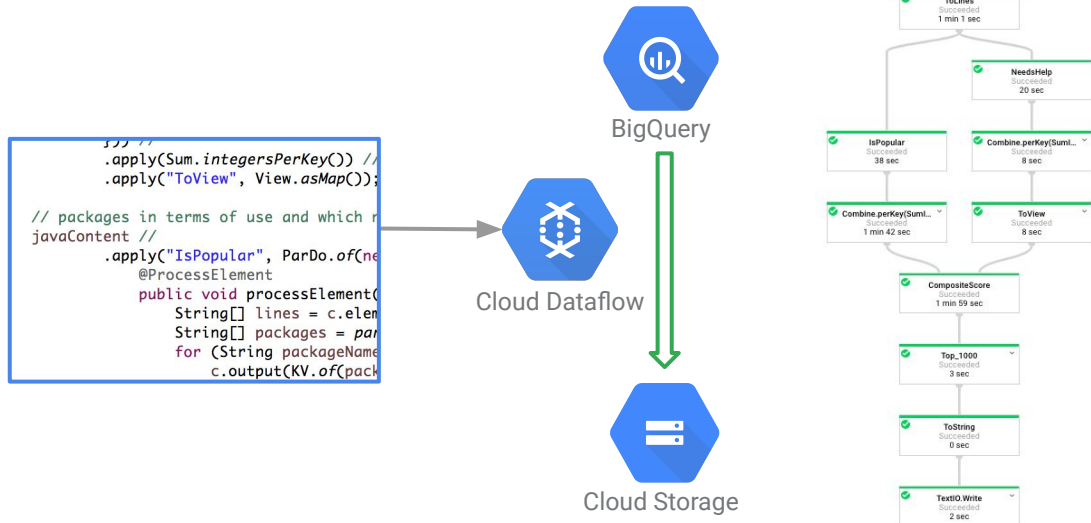 })) //
.apply(Sum.integersPerKey()) //
.apply("ToView", View.asMap());
// packages in terms of use and which
javaContent //
.apply("IsPopular", ParDo.of(ne
@ProcessElement
public void processElement(
String[] lines = c.elem
String[] packages = par
for (String packageName
c.output(KV.of(pack
Cloud Dataflow
BigQuery
Cloud Storage
ToLines
Succeeded
1 min 1 sec
NeedsHelp
Succeeded
20 sec
IsPopular
Succeeded
38 sec
Combine.perKey(SumI...
Succeeded
8 sec
Combine.perKey(SumI...
Succeeded
1 min 42 sec
ToView
Succeeded
8 sec
CompositeScore
Succeeded
1 min 59 sec
Top_1000
Succeeded
3 sec
ToString
Succeeded
0 sec
TextIO.Write
Succeeded
2 sec